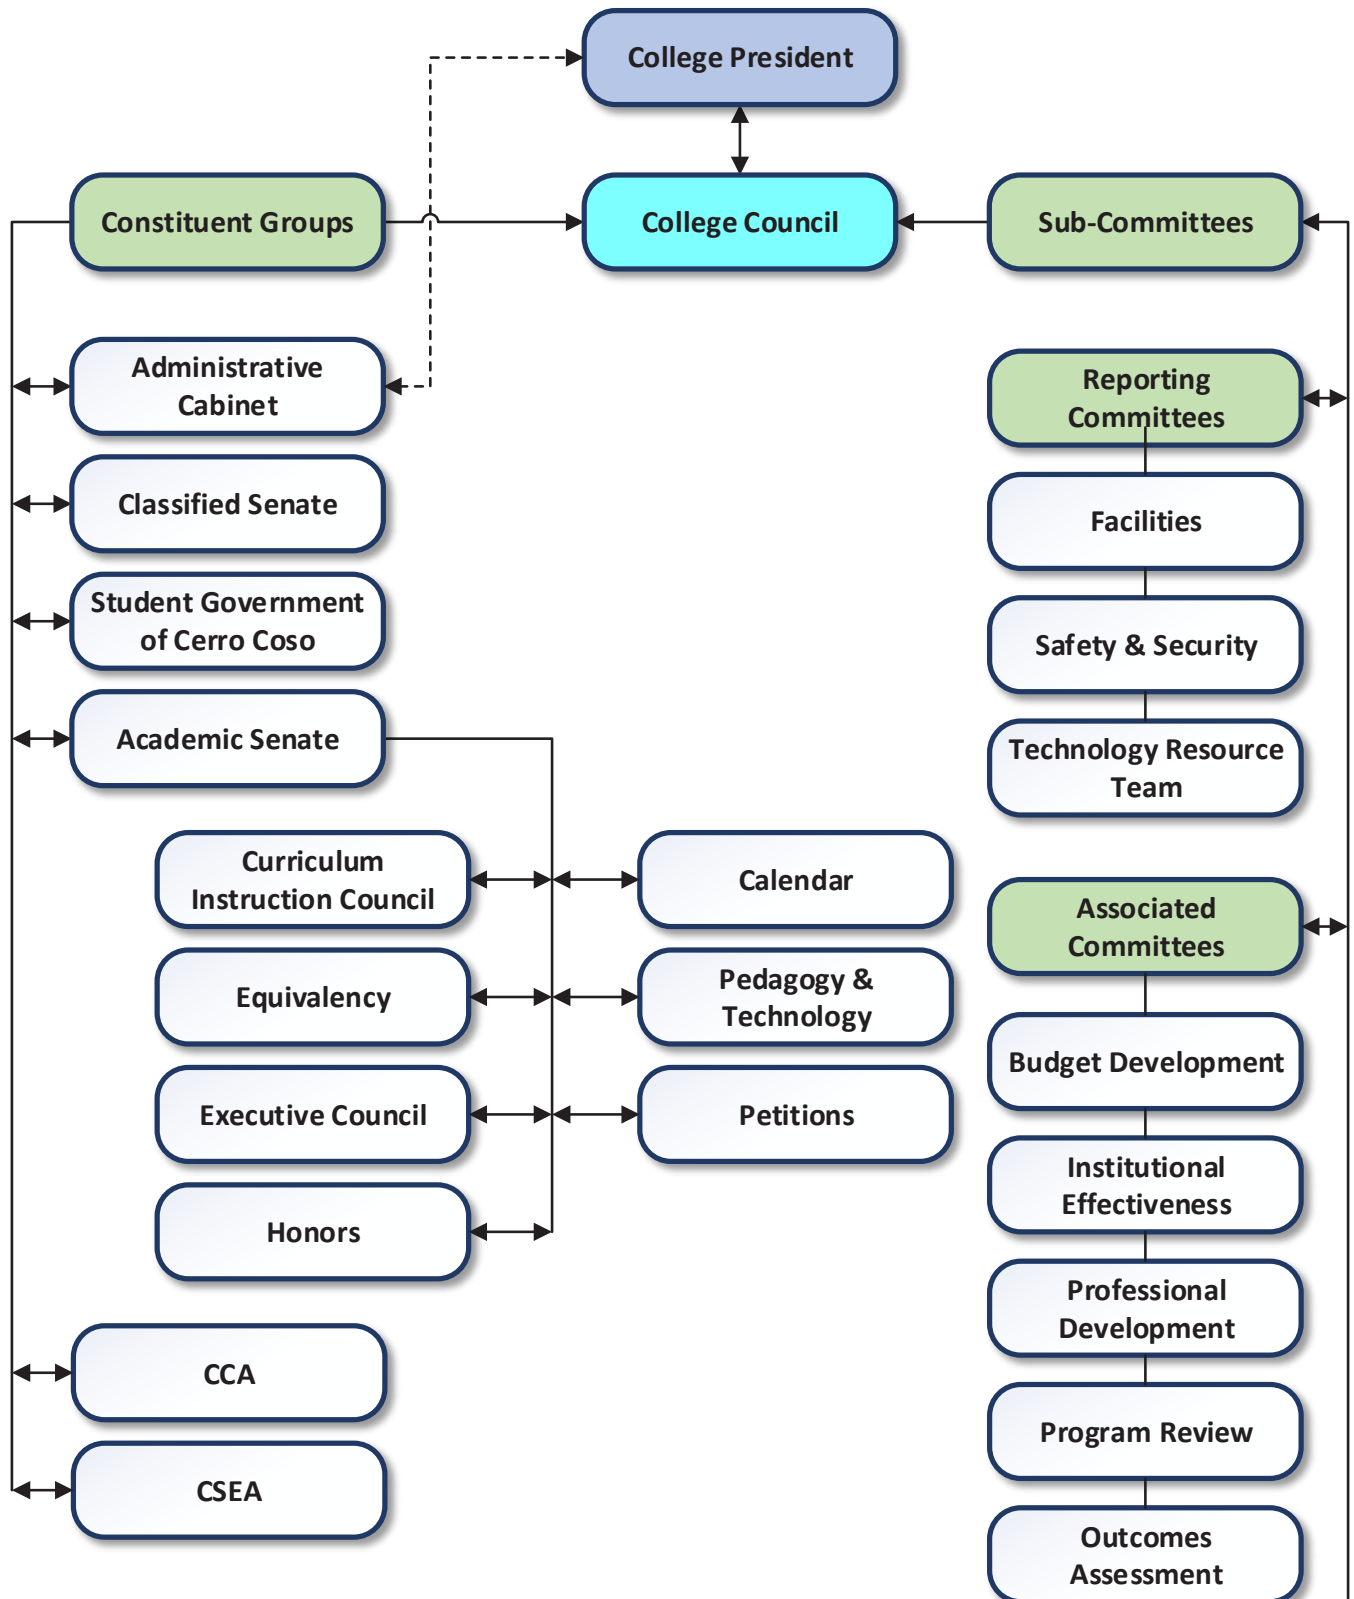 College President
Constituent Groups
College Council
Sub-Committees
Administrative
Cabinet
Classified Senate
Student Government
of Cerro Coso
Academic Senate
Curriculum
Instruction Council
Equivalency
Executive Council
Honors
Calendar
Pedagogy &
Technology
Petitions
CCA
CSEA
Reporting
Committees
Facilities
Safety & Security
Technology Resource
Team
Associated
Committees
Budget Development
Institutional
Effectiveness
Professional
Development
Program Review
Outcomes
Assessment